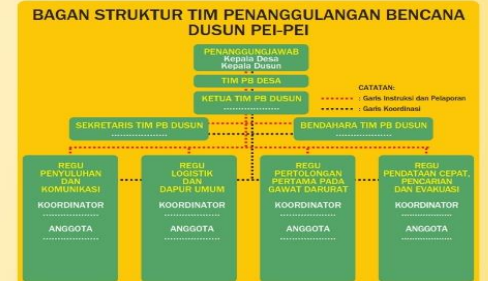 BAGAN STRUKTUR TIM PENANGGULANGAN BENCANA
DUSUN PEI-PEI
PENANGGUNGJAWAB
Kepala Desa
Kepala Dusun
TIM PB DESA
KETUA TIM PB DUSUN
....................
CATATAN:
: Garis Instruksi dan Pelaporan
: Garis Koordinasi
SEKRETARIS TIM PB DUSUN
....................
BENDAHARA TIM PB DUSUN
....................
REGU
PENYULUHAN
DAN
KOMUNIKASI
KOORDINATOR
....................
ANGGOTA
....................
REGU
LOGISTIK
DAN
DAPUR UMUM
KOORDINATOR
....................
ANGGOTA
....................
REGU
PERTOLONGAN
PERTAMA PADA
GAWAT DARURAT
KOORDINATOR
....................
ANGGOTA
....................
REGU
PENDATAAN CEPAT,
PENCARIAN
DAN EVAKUASI
KOORDINATOR
....................
ANGGOTA
....................